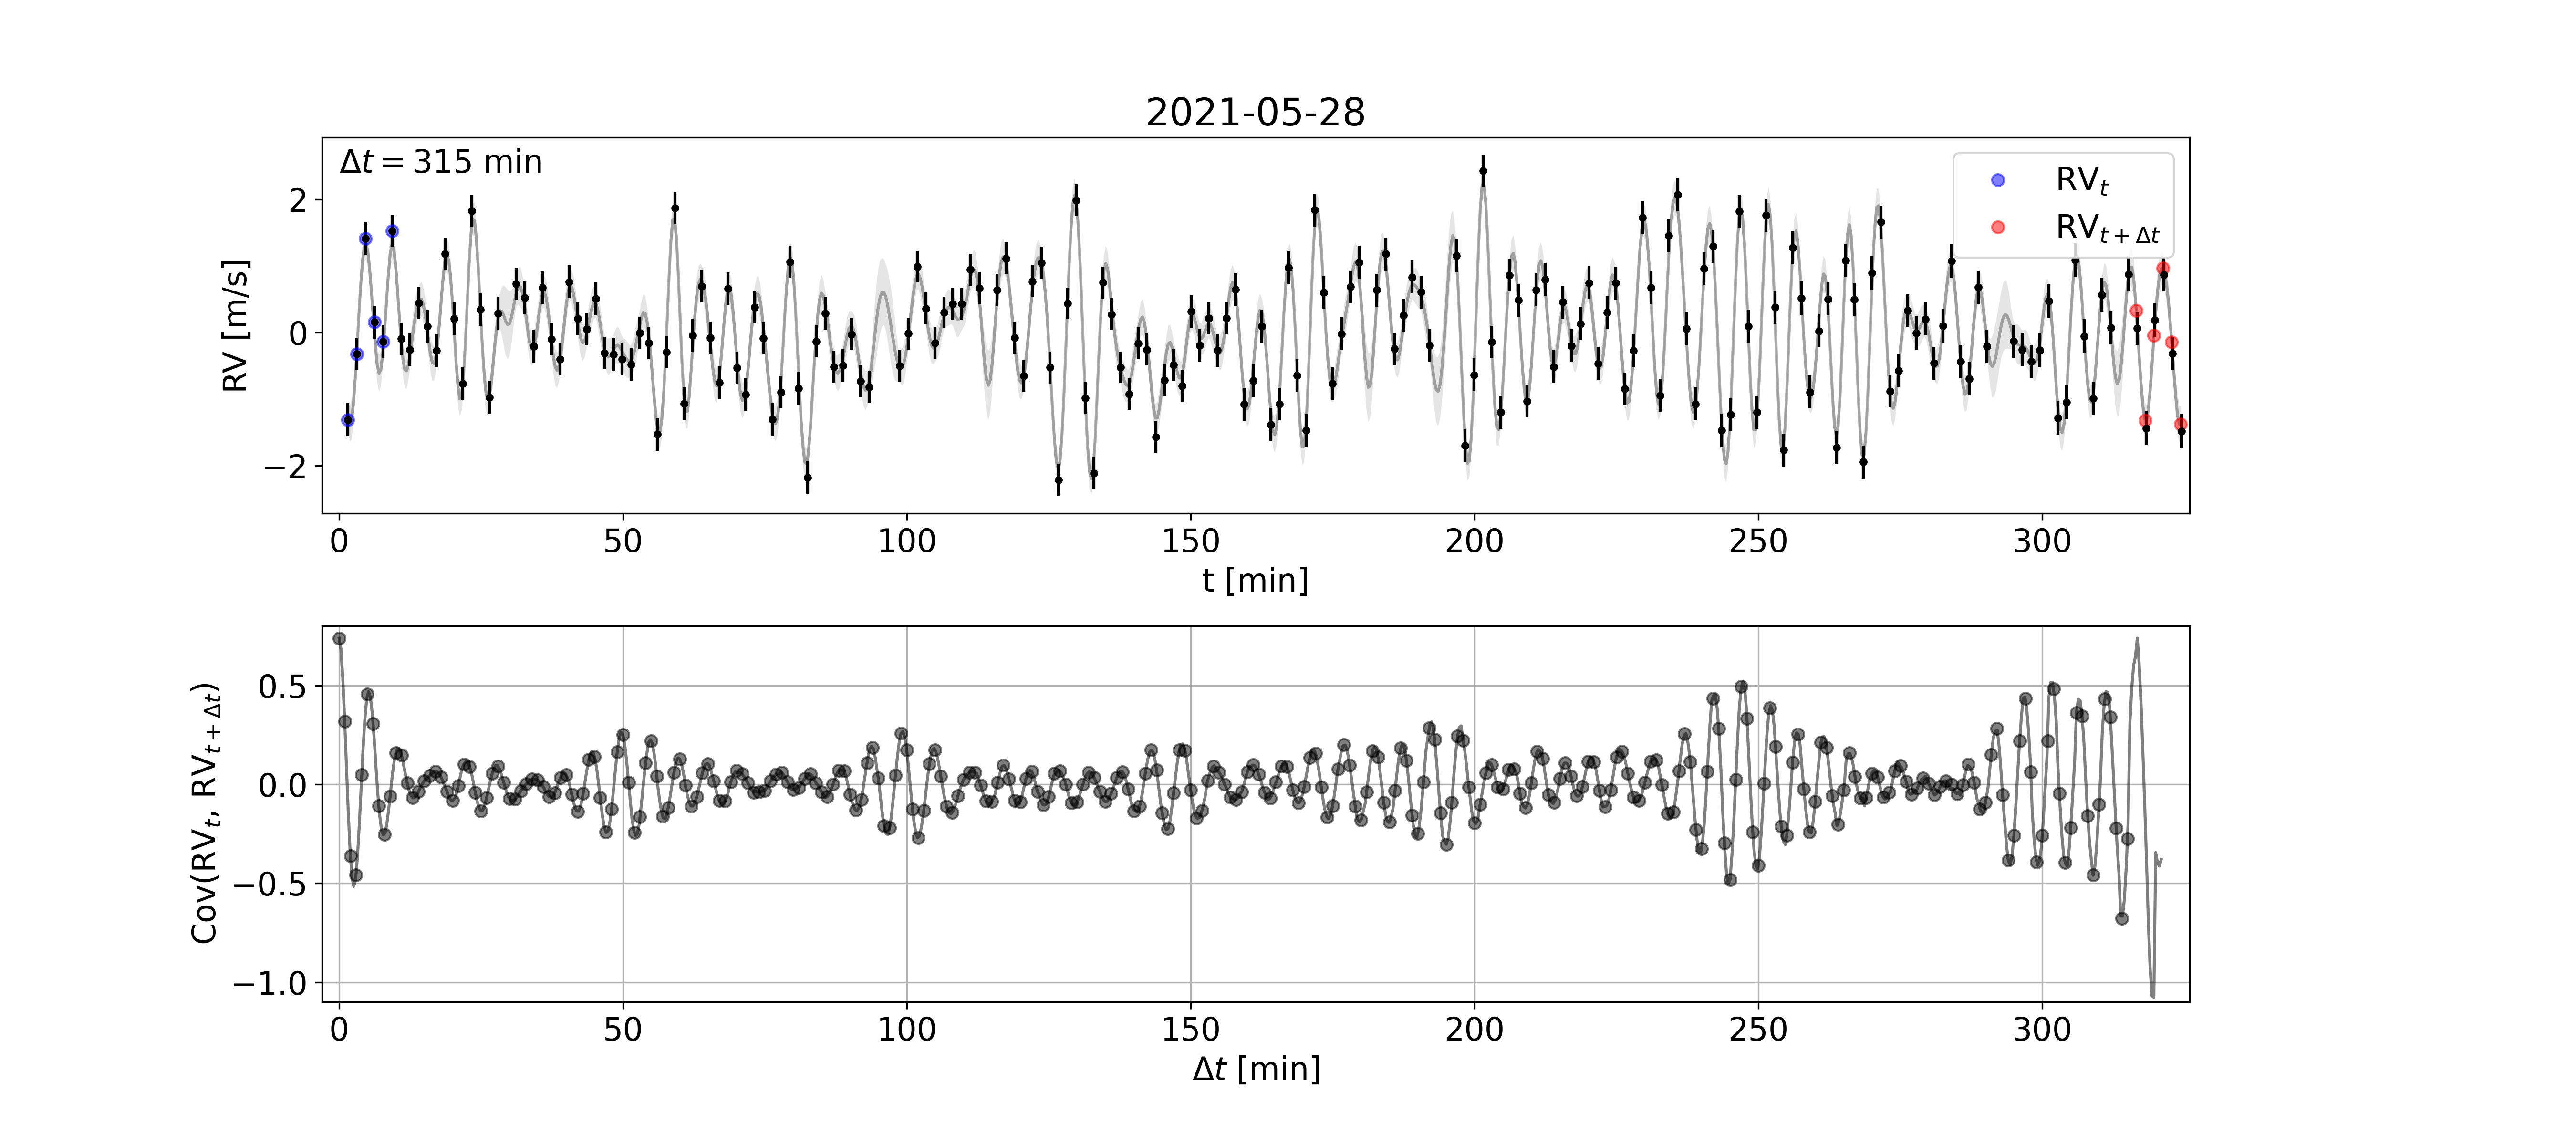 2021-05-28
Δt = 315 min
RV_t
RV_{t+Δt}
RV [m/s]
2
0
−2
0 50 100 150 200 250 300
t [min]
Cov(RV_t, RV_{t+Δt})
0.5
0.0
−0.5
−1.0
0 50 100 150 200 250 300
Δt [min]